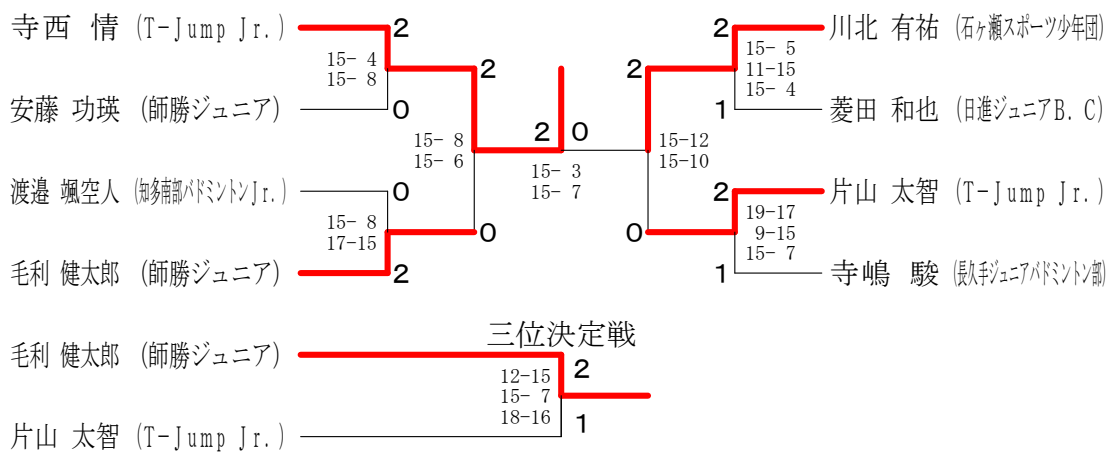 寺西 情 (T-Jump Jr.) 2 2 川北 有祐 (石ヶ瀬スポーツ少年団)
15- 4 2 2 15- 5
15- 8 11-15
15- 4
安藤 功瑛 (師勝ジュニア) 0 1 菱田 和也 (日進ジュニアB.C)
15- 8 2 0 15-12
15- 6 15-10
15- 3
15- 7
渡邉 颯空人 (知多南部バドミントンJr.) 0 2 片山 太智 (T-Jump Jr.)
15- 8 0 0 19-17
17-15 9-15
15- 7
毛利 健太郎 (師勝ジュニア) 2 1 寺嶋 駿 (長久手ジュニアバドミントン部)
三位決定戦
毛利 健太郎 (師勝ジュニア) 2
12-15
15- 7
18-16
片山 太智 (T-Jump Jr.) 1